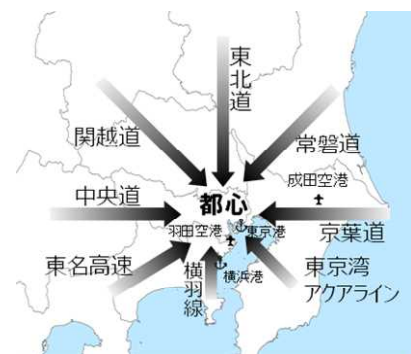 東北道
関越道
常磐道
成田空港
中央道
都心
羽田空港
東京港
京葉道
東名高速
横羽線
横浜港
東京湾
アクアライン